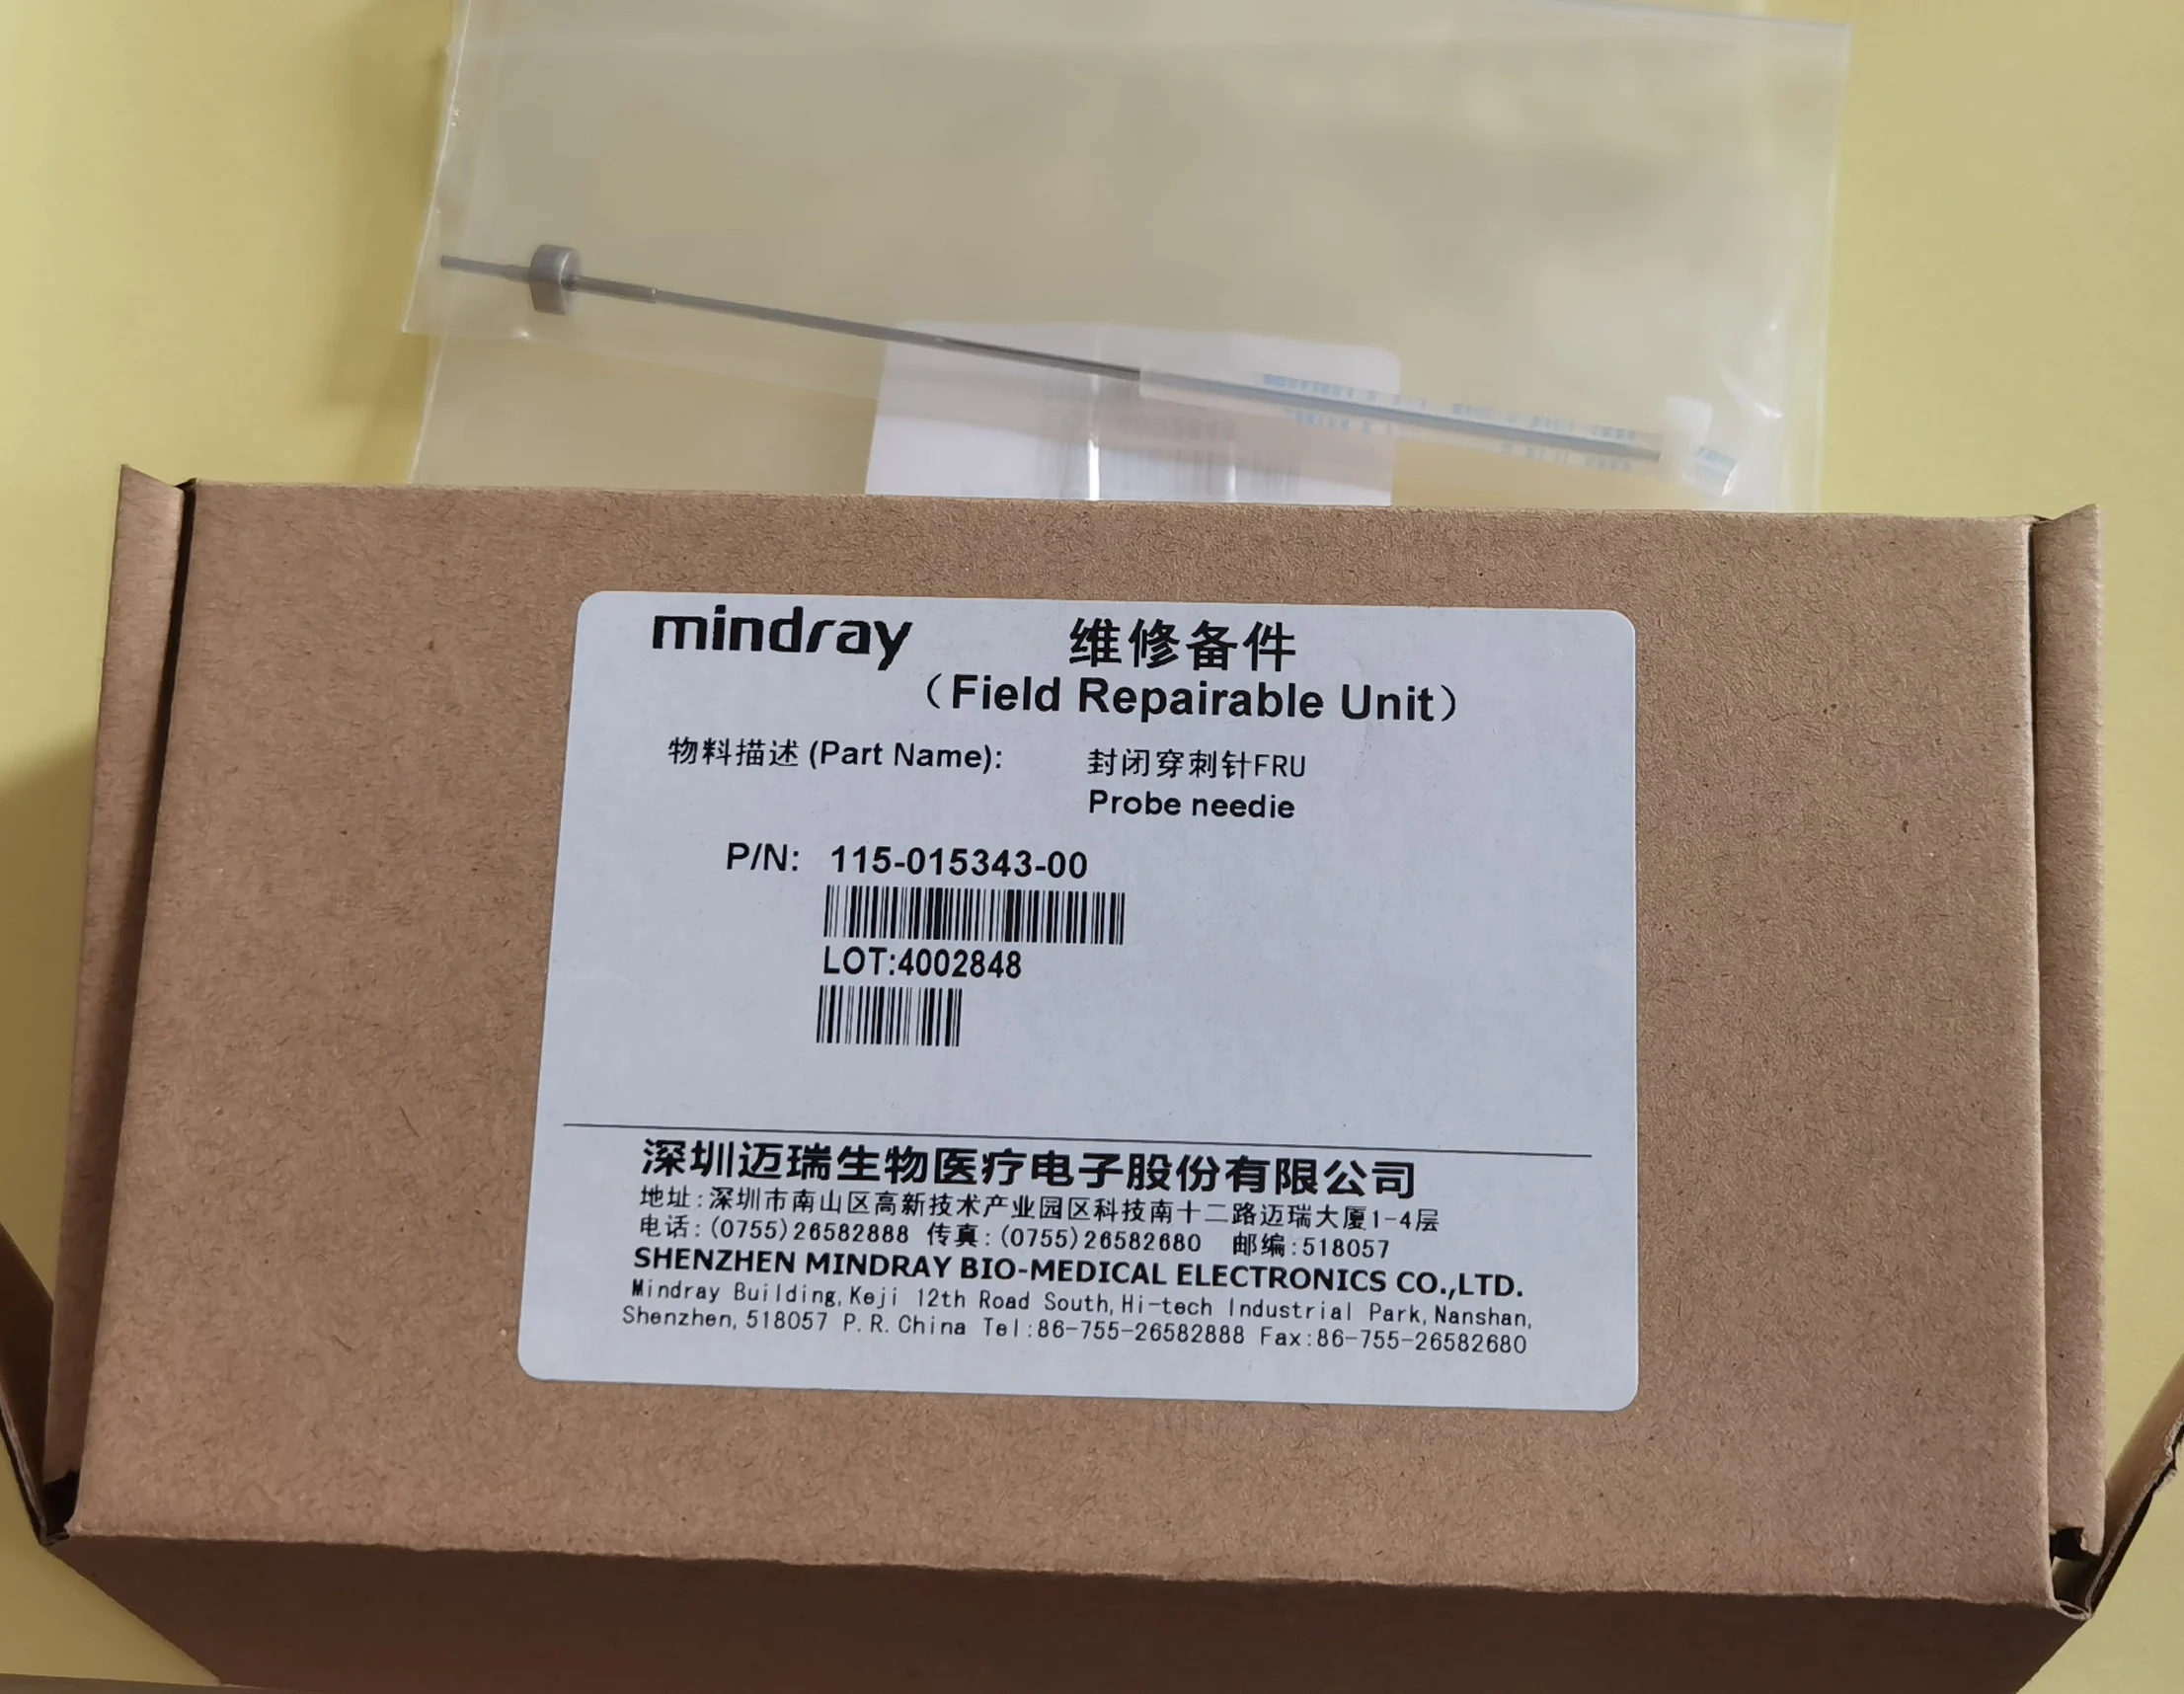 mindray 维修备件
（Field Repairable Unit）
物料描述 (Part Name): 封闭穿刺针FRU
Probe needie
P/N: 115-015343-00
LOT:4002848
深圳迈瑞生物医疗电子股份有限公司
地址:深圳市南山区高新技术产业园区科技南十二路迈瑞大厦1-4层
电话:(0755)26582888 传真:(0755)26582680 邮编:518057
SHENZHEN MINDRAY BIO-MEDICAL ELECTRONICS CO.,LTD.
Mindray Building,Keji 12th Road South,Hi-tech Industrial Park,Nanshan,
Shenzhen,518057 P.R.China Tel:86-755-26582888 Fax:86-755-26582680